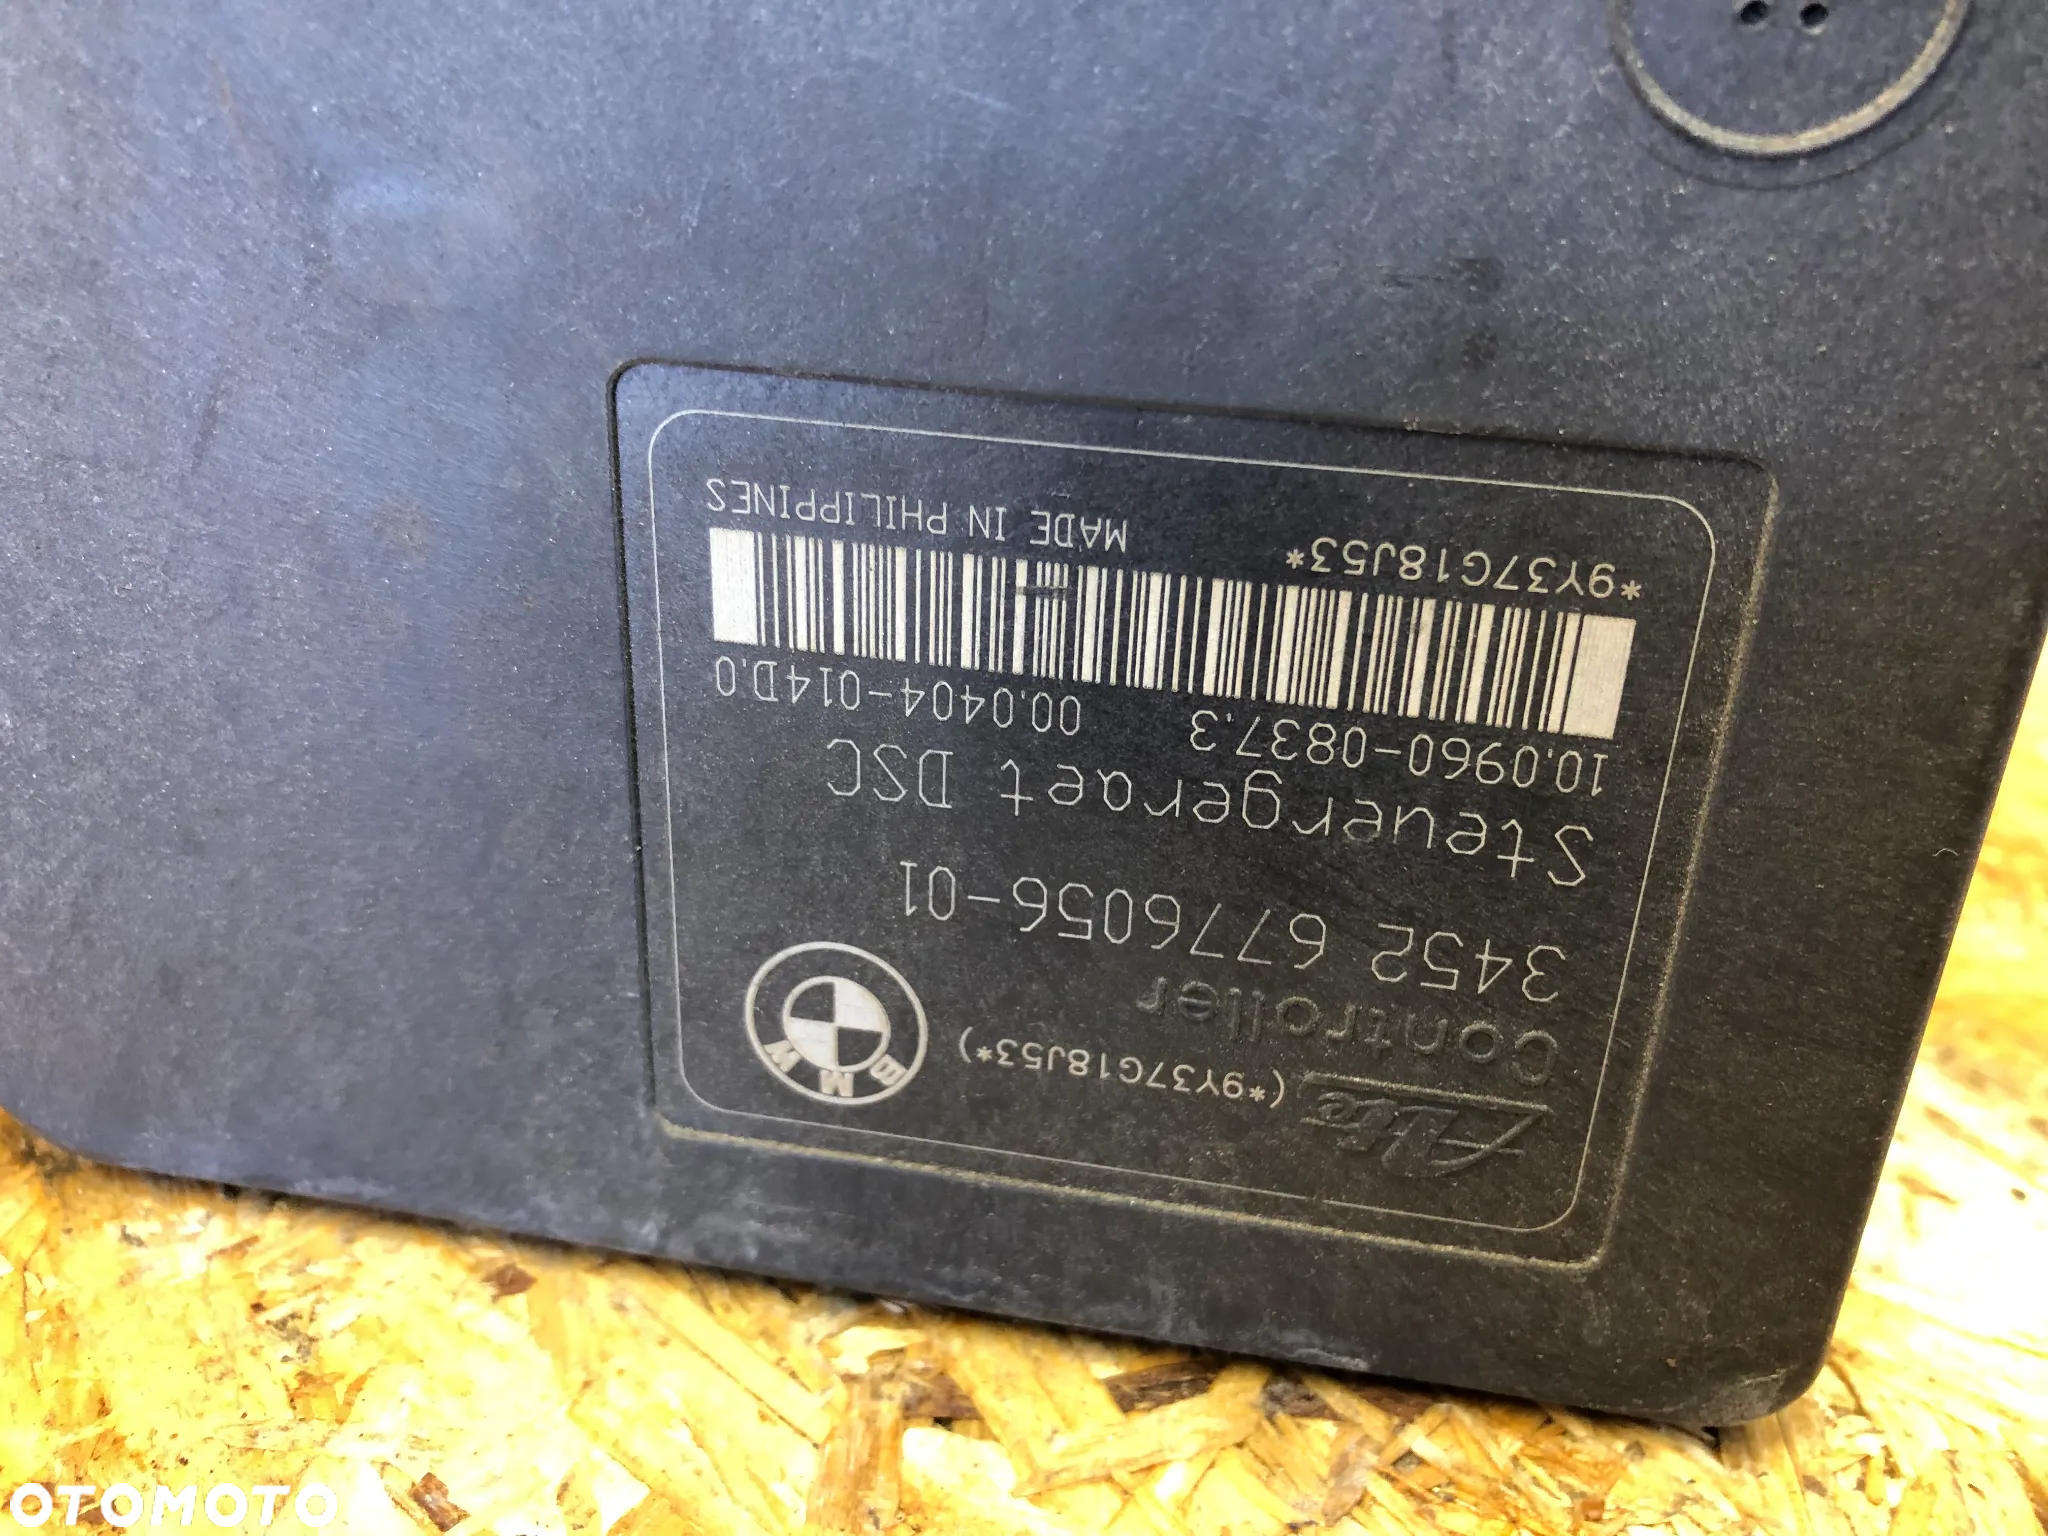 Ate
(*9Y37G18J53*)
BMW
Controller
3452 6776056-01
Steuergeraet DSC
10.0960-0837.3 00.0404-014D.0
*9Y37G18J53* MADE IN PHILIPPINES
OTOMOTO